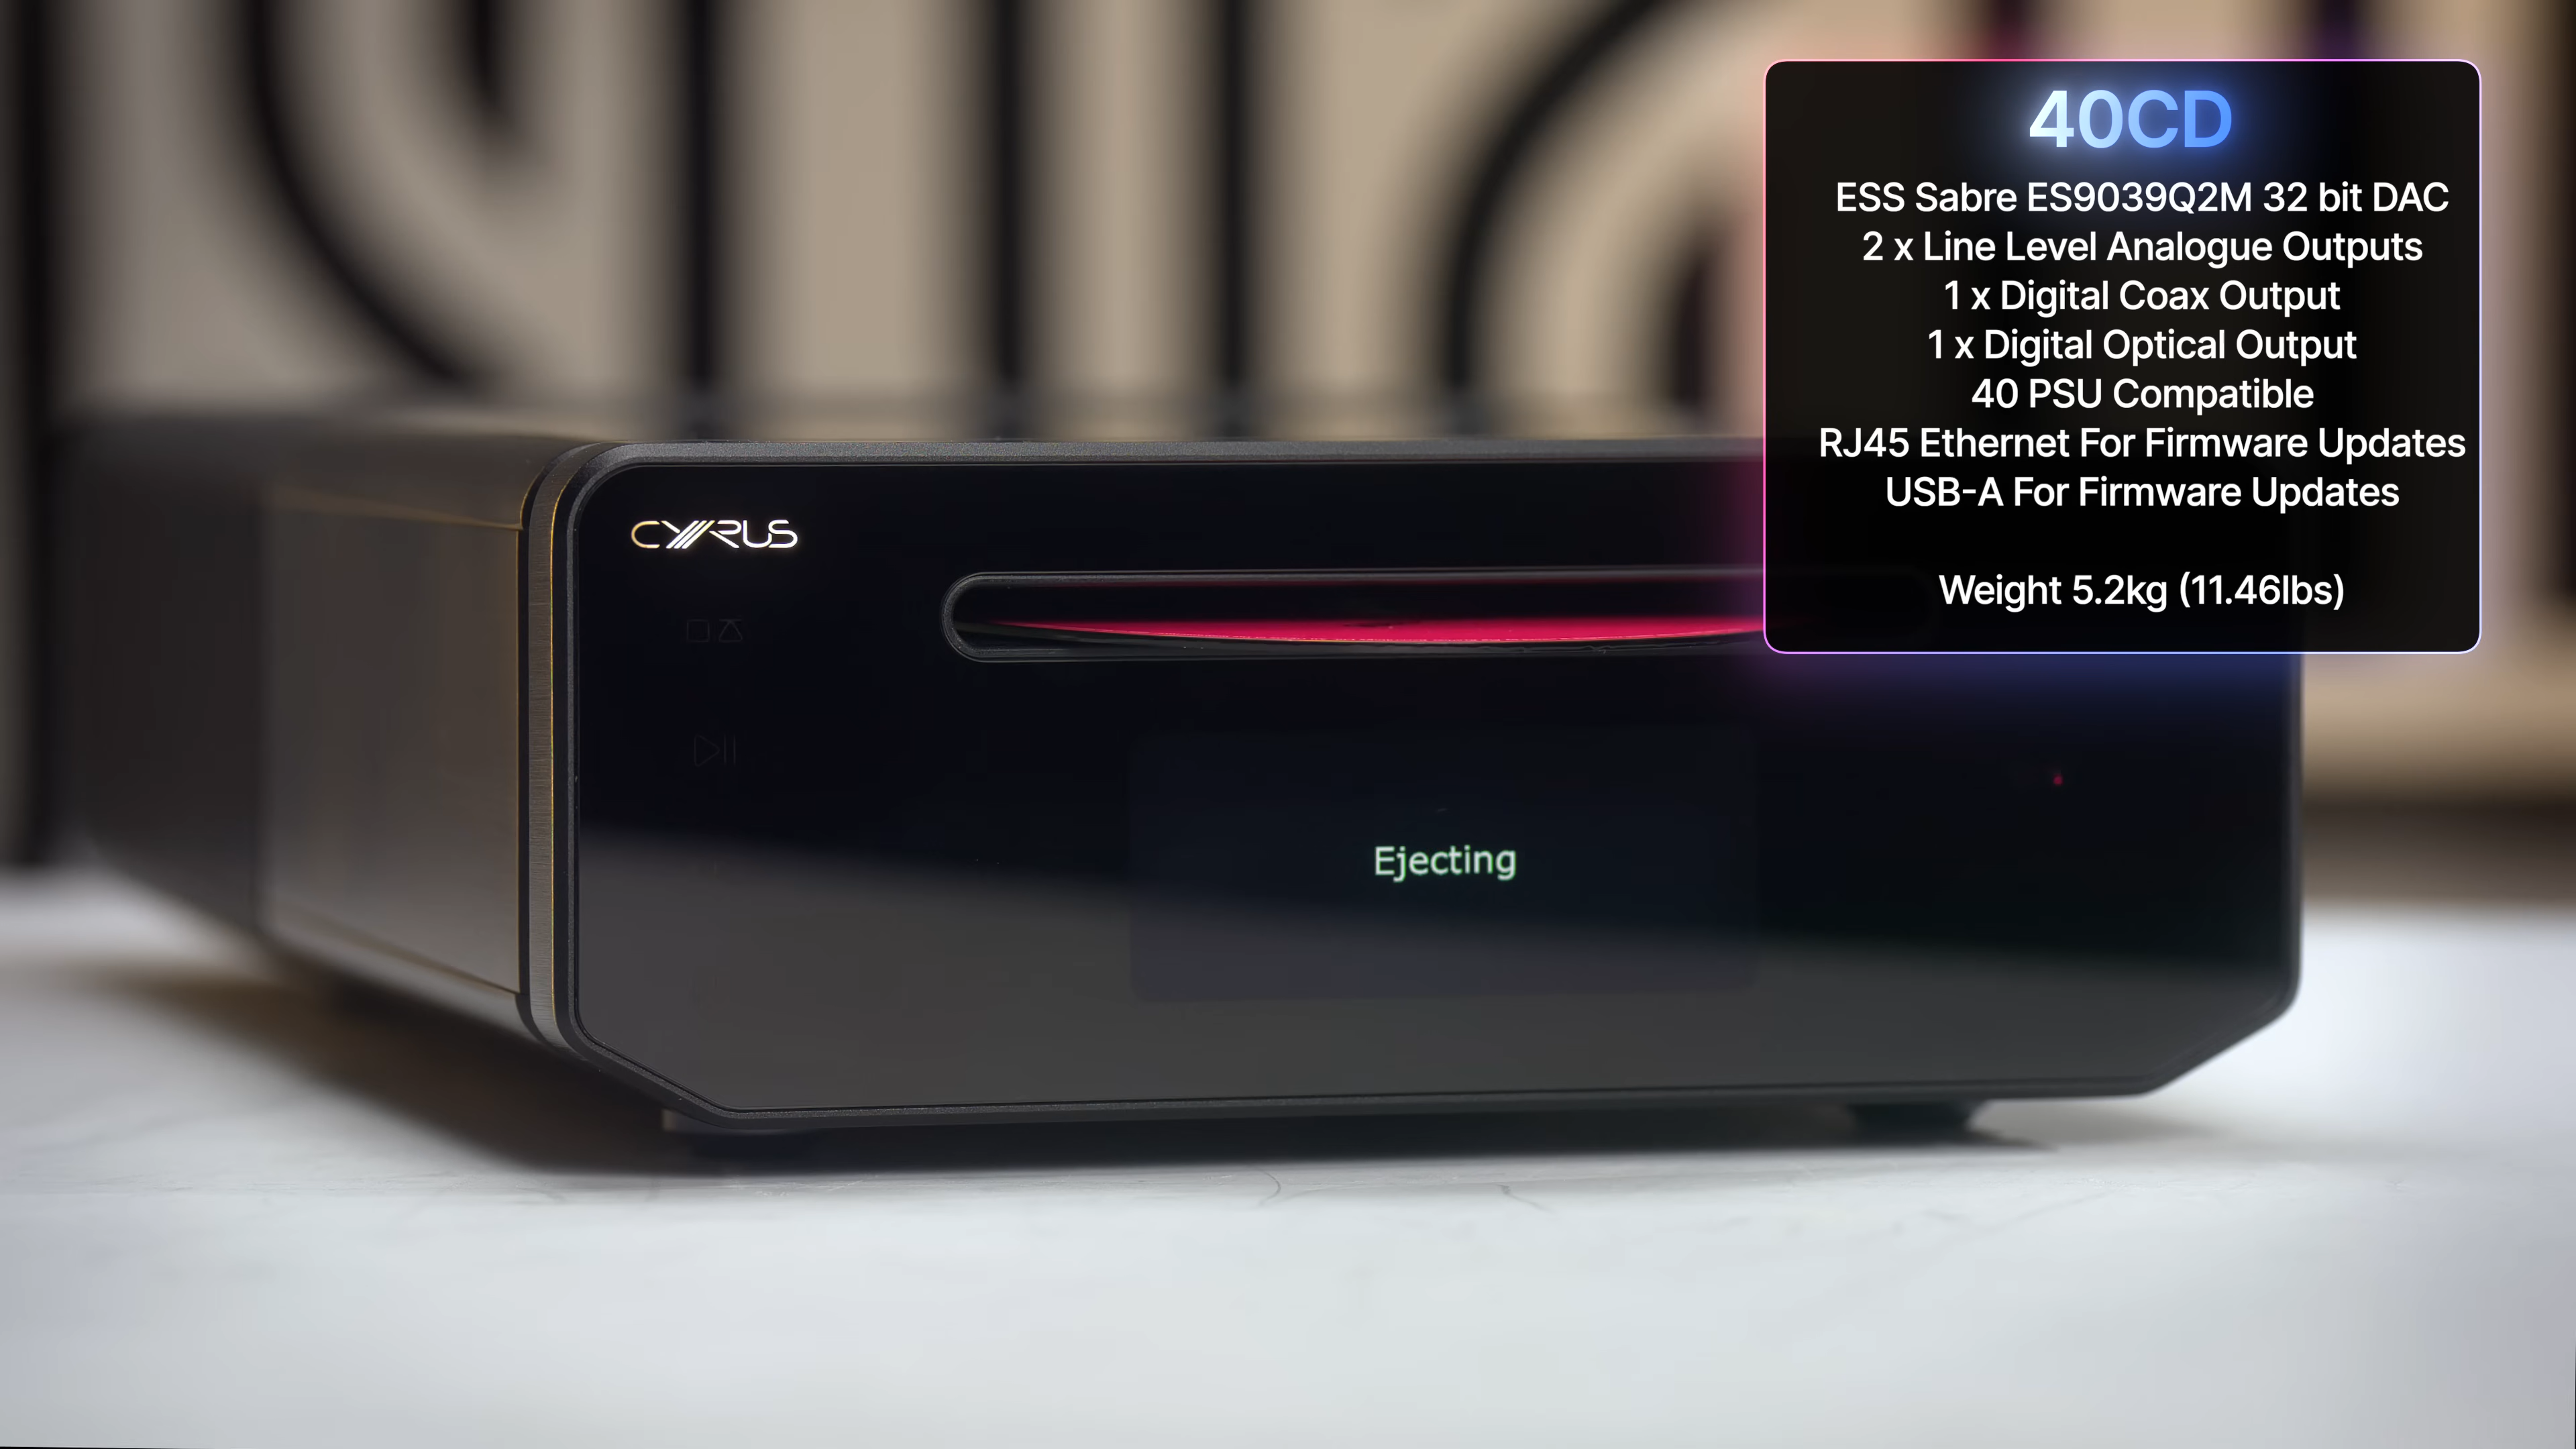 40CD
ESS Sabre ES9039Q2M 32 bit DAC
2 x Line Level Analogue Outputs
1 x Digital Coax Output
1 x Digital Optical Output
40 PSU Compatible
RJ45 Ethernet For Firmware Updates
USB-A For Firmware Updates
Weight 5.2kg (11.46lbs)
CYRUS
Ejecting